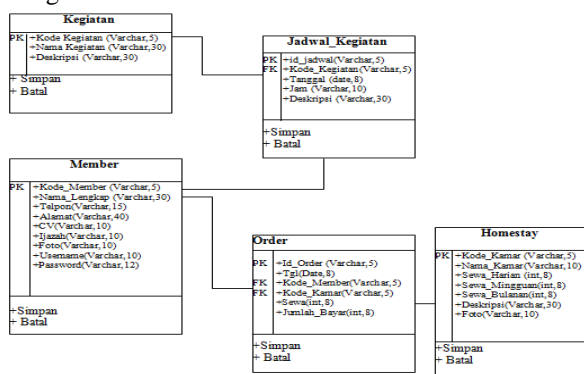 Kegiatan
PK +Kode Kegiatan (Varchar,5)
+Nama Kegiatan (Varchar,30)
+Deskripsi (Varchar,30)
+ Simpan
+ Batal
Jadwal_Kegiatan
PK +id_jadwal(Varchar,5)
FK +Kode_Kegiatan(Varchar,5)
+Tanggal (date,8)
+Jam (Varchar,10)
+Deskripsi (Varchar,30)
+Simpan
+ Batal
Member
PK +Kode_Member (Varchar,5)
+Nama_Lengkap (Varchar,30)
+Telpon(Varchar,15)
+Alamat(Varchar,40)
+CV(Varchar,10)
+Ijazah(Varchar,10)
+Foto(Varchar,10)
+Username(Varchar,10)
+Password(Varchar,12)
+Simpan
+ Batal
Order
PK +Id_Order (Varchar,5)
+Tgl(Date,8)
FK +Kode_Member(Varchar,5)
FK +Kode_Kamar(Varchar,5)
+Sewa(int,8)
+Jumlah_Bayar(int,8)
+Simpan
+ Batal
Homestay
PK +Kode_Kamar (Varchar,5)
+Nama_Kamar(Varchar,10)
+Sewa_Harian (int,8)
+Sewa_Mingguan(int,8)
+Sewa_Bulanan(int,8)
+Deskripsi(Varchar,30)
+Foto(Varchar,10)
+Simpan
+ Batal